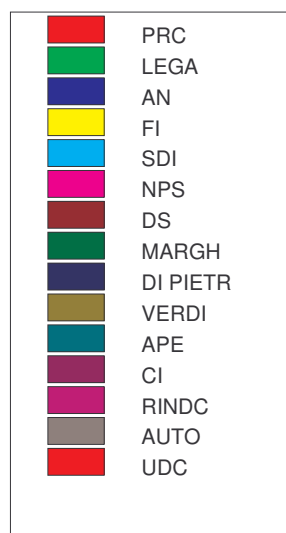 PRC
LEGA
AN
FI
SDI
NPS
DS
MARGH
DI PIETR
VERDI
APE
CI
RINDC
AUTO
UDC